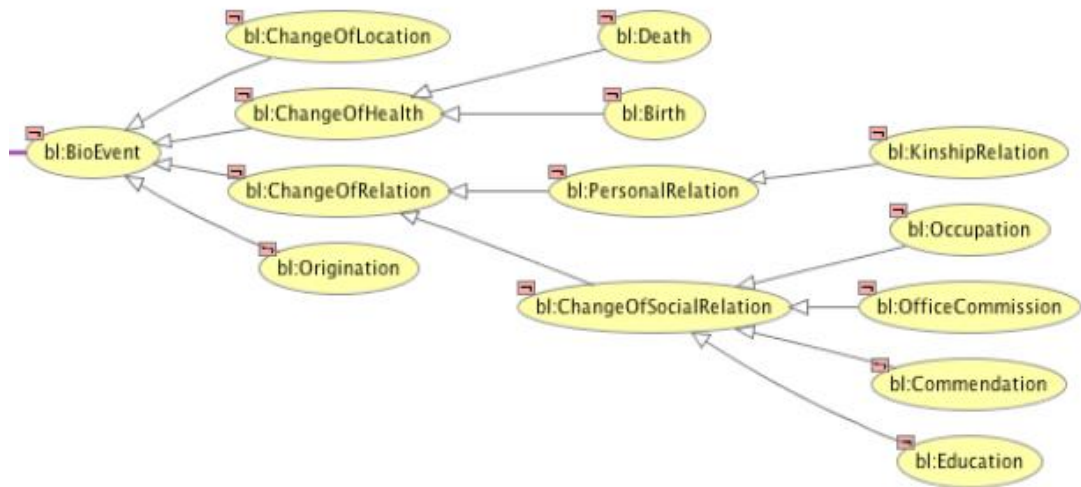 bl:ChangeOfLocation
bl:Death
bl:ChangeOfHealth
bl:Birth
bl:BioEvent
bl:KinshipRelation
bl:ChangeOfRelation
bl:PersonalRelation
bl:Occupation
bl:Origination
bl:ChangeOfSocialRelation
bl:OfficeCommission
bl:Commendation
bl:Education